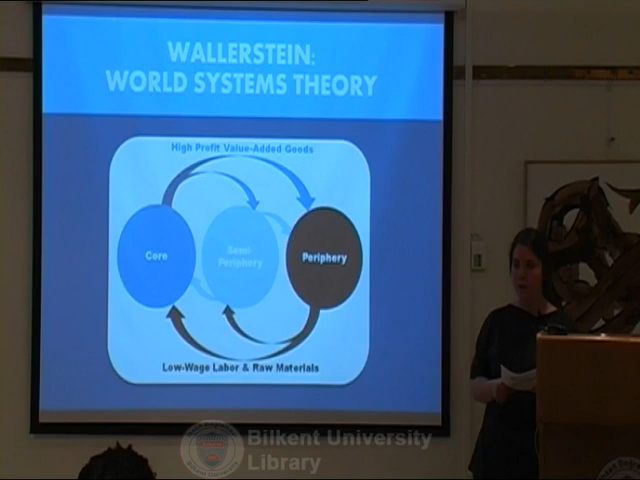 WALLERSTEIN:
WORLD SYSTEMS THEORY
High Profit Value-Added Goods
Core
Semi-
Periphery
Periphery
Low-Wage Labor & Raw Materials
Bilkent University
Library